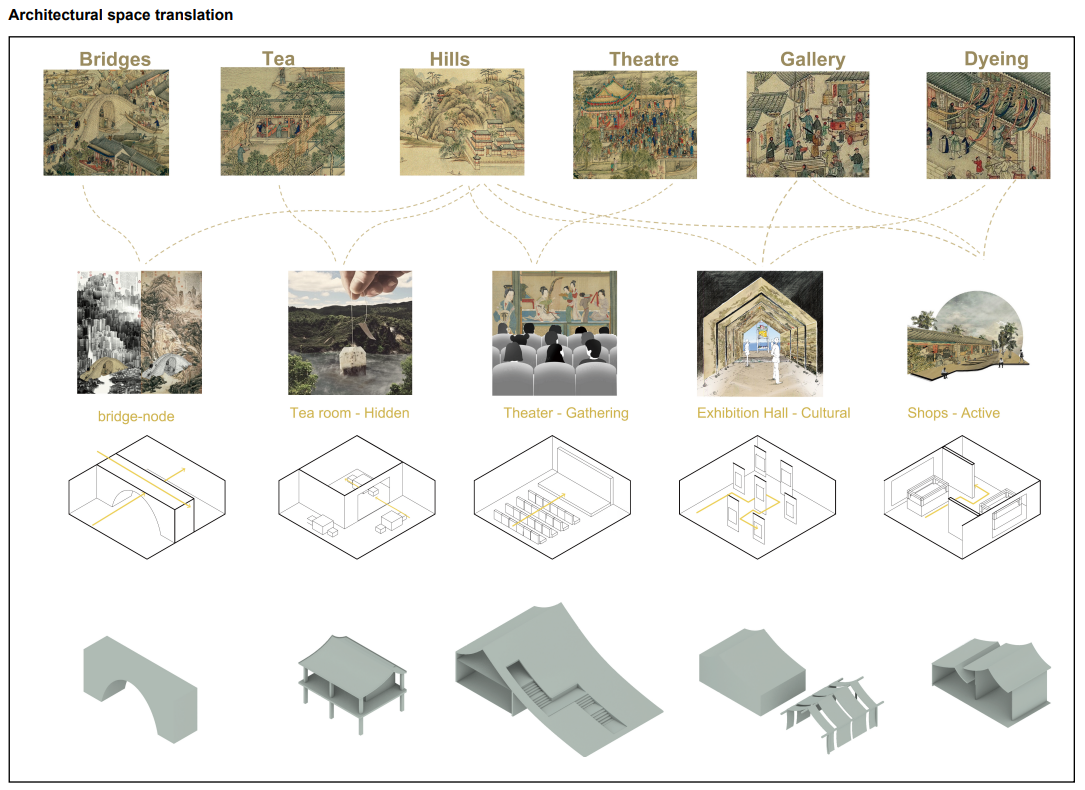 Architectural space translation
Bridges
Tea
Hills
Theatre
Gallery
Dyeing
bridge-node
Tea room - Hidden
Theater - Gathering
Exhibition Hall - Cultural
Shops - Active